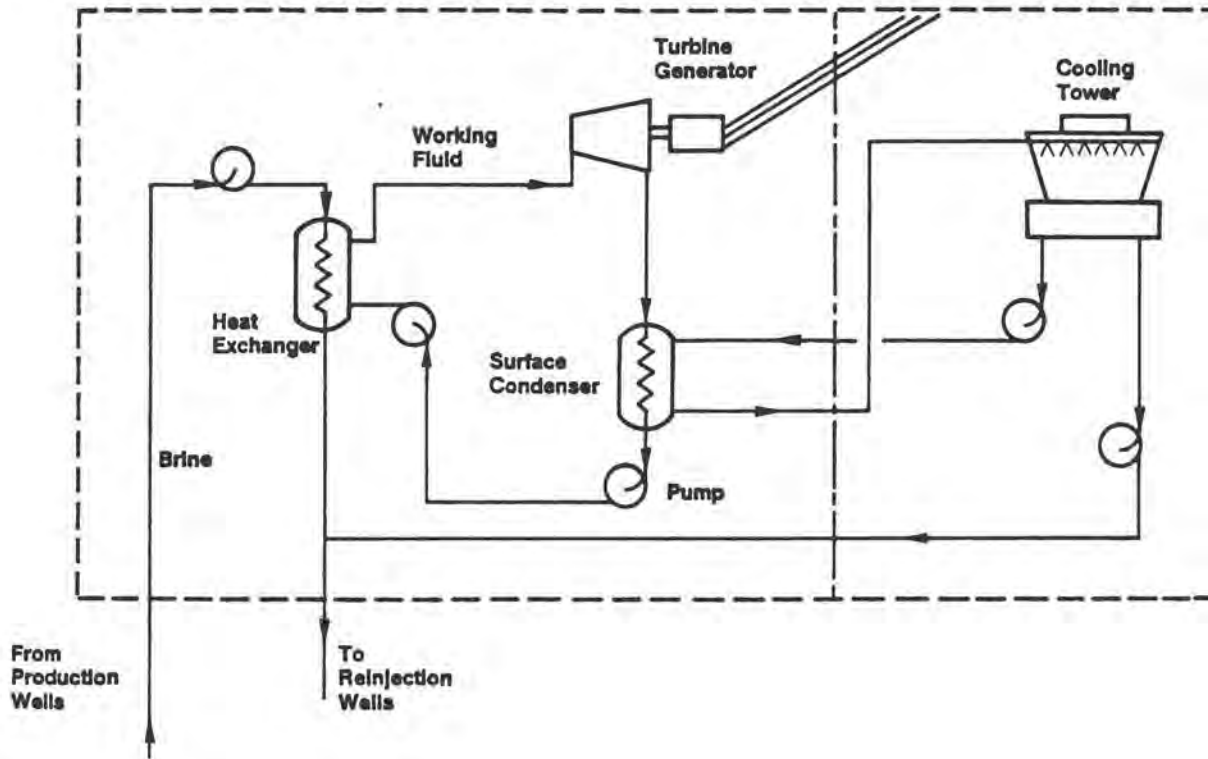 Turbine
Generator
Cooling
Tower
Working
Fluid
Heat
Exchanger
Surface
Condenser
Brine
Pump
From
Production
Wells
To
Reinjection
Wells